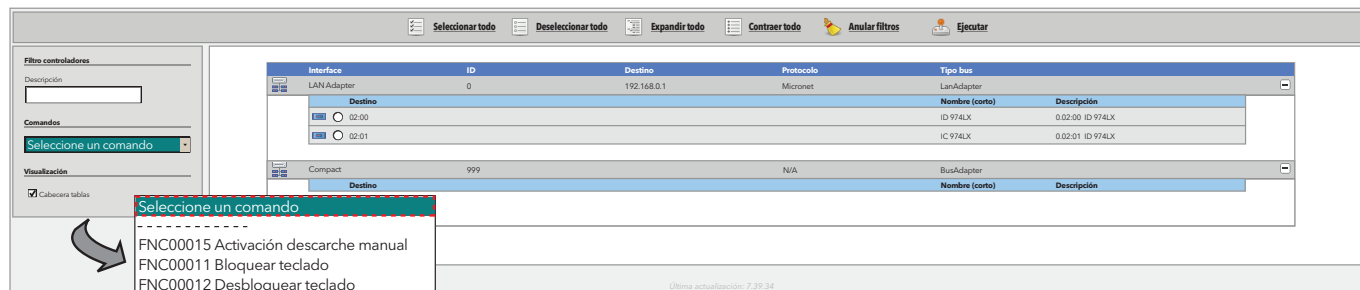 Seleccionar todo Deseleccionar todo Expandir todo Contraer todo Anular filtros Ejecutar
Filtro controladores
Descripción
Comandos
Seleccione un comando
Visualización
Cabecera tablas
Interface ID Destino Protocolo Tipo bus
LAN Adapter 0 192.168.0.1 Micronet LanAdapter
Destino Nombre (corto) Descripción
02:00 ID 974LX 0.02:00 ID 974LX
02:01 IC 974LX 0.02:01 ID 974LX
Compact 999 N/A BusAdapter
Destino Nombre (corto) Descripción
Seleccione un comando
- - - - - - - - - - - - -
FNC00015 Activación descarche manual
FNC00011 Bloquear teclado
FNC00012 Desbloquear teclado
Última actualización: 7.39.34